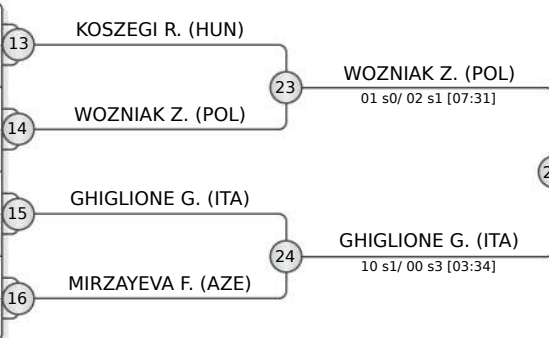 KOSZEGI R. (HUN)
13
23
WOZNIAK Z. (POL)
01 s0/ 02 s1 [07:31]
WOZNIAK Z. (POL)
14
GHIGLIONE G. (ITA)
15
24
GHIGLIONE G. (ITA)
10 s1/ 00 s3 [03:34]
MIRZAYEVA F. (AZE)
16